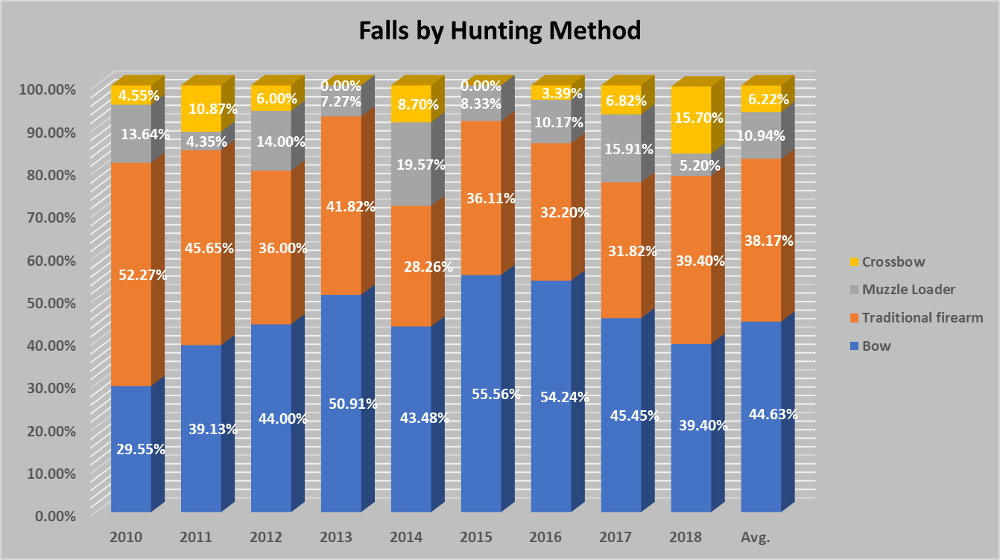 Falls by Hunting Method
100.00%
90.00%
80.00%
70.00%
60.00%
50.00%
40.00%
30.00%
20.00%
10.00%
0.00%
4.55% 10.87% 6.00% 0.00% 8.70% 0.00% 3.39% 6.82% 15.70% 6.22%
13.64% 4.35% 14.00% 7.27% 19.57% 8.33% 10.17% 15.91% 5.20% 10.94%
52.27% 45.65% 36.00% 41.82% 28.26% 36.11% 32.20% 31.82% 39.40% 38.17%
29.55% 39.13% 44.00% 50.91% 43.48% 55.56% 54.24% 45.45% 39.40% 44.63%
2010 2011 2012 2013 2014 2015 2016 2017 2018 Avg.
Crossbow
Muzzle Loader
Traditional firearm
Bow